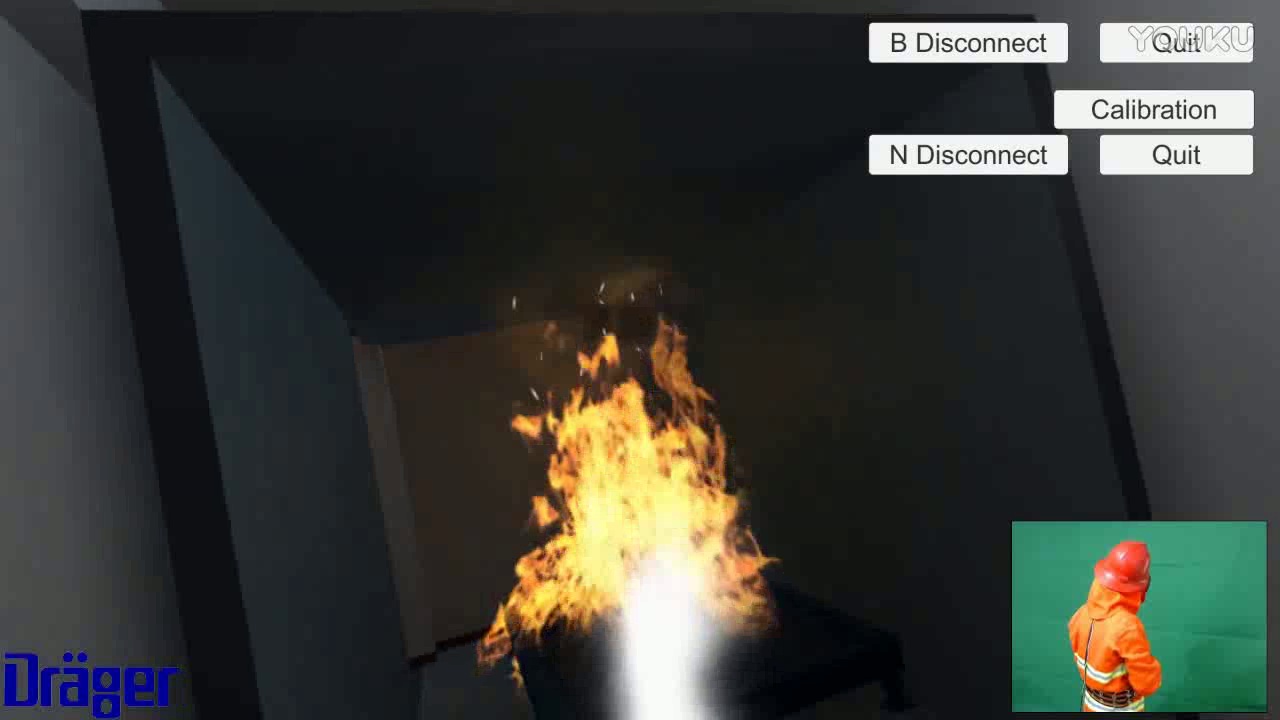 B Disconnect
Quit
YOUKU
Calibration
N Disconnect
Quit
Dräger